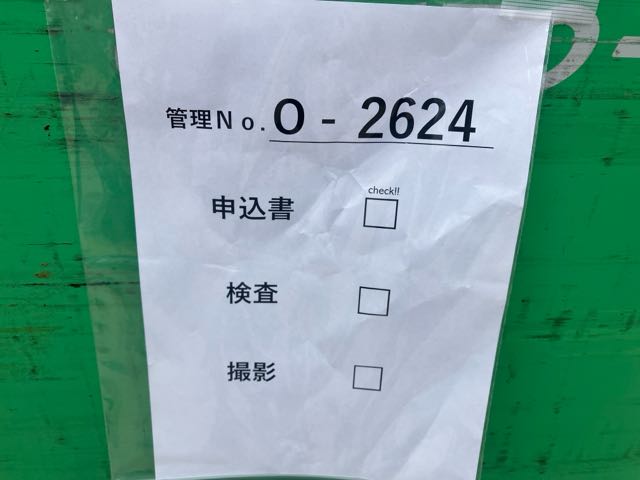 管理No. O - 2624
check!!
申込書 □
検査 □
撮影 □